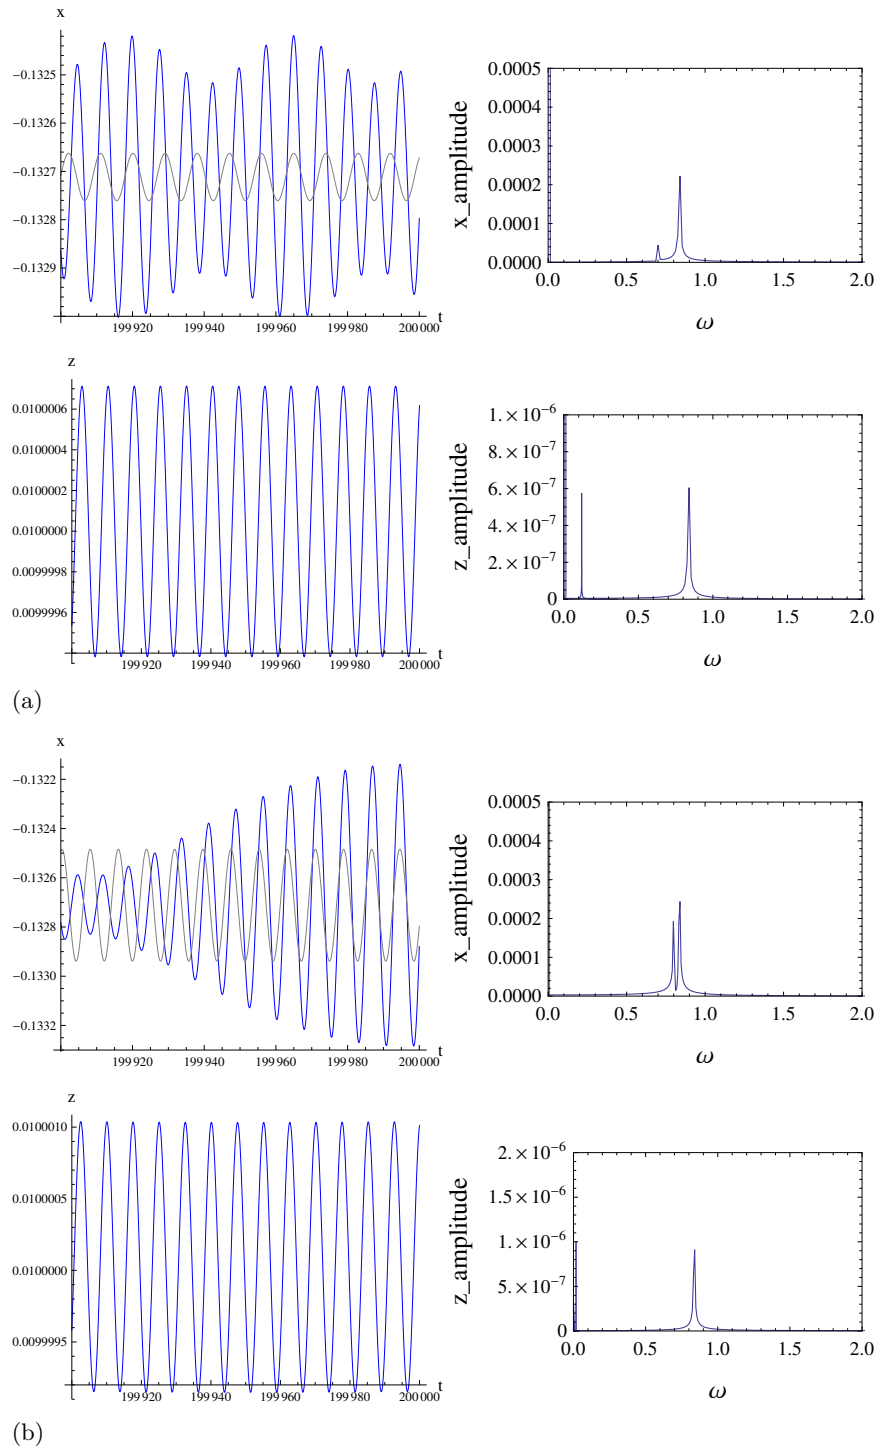 x
-0.1325
-0.1326
-0.1327
-0.1328
-0.1329
199920 199940 199960 199980 200000 t
x_amplitude
0.0005
0.0004
0.0003
0.0002
0.0001
0.0000
0.0 0.5 1.0 1.5 2.0
ω
z
0.0100006
0.0100004
0.0100002
0.0100000
0.0099998
0.0099996
199920 199940 199960 199980 200000 t
z_amplitude
1.×10⁻⁶
8.×10⁻⁷
6.×10⁻⁷
4.×10⁻⁷
2.×10⁻⁷
0
0.0 0.5 1.0 1.5 2.0
ω
(a)
x
-0.1322
-0.1324
-0.1326
-0.1328
-0.1330
-0.1332
199920 199940 199960 199980 200000 t
x_amplitude
0.0005
0.0004
0.0003
0.0002
0.0001
0.0000
0.0 0.5 1.0 1.5 2.0
ω
z
0.0100010
0.0100005
0.0100000
0.0099995
199920 199940 199960 199980 200000 t
z_amplitude
2.×10⁻⁶
1.5×10⁻⁶
1.×10⁻⁶
5.×10⁻⁷
0
0.0 0.5 1.0 1.5 2.0
ω
(b)